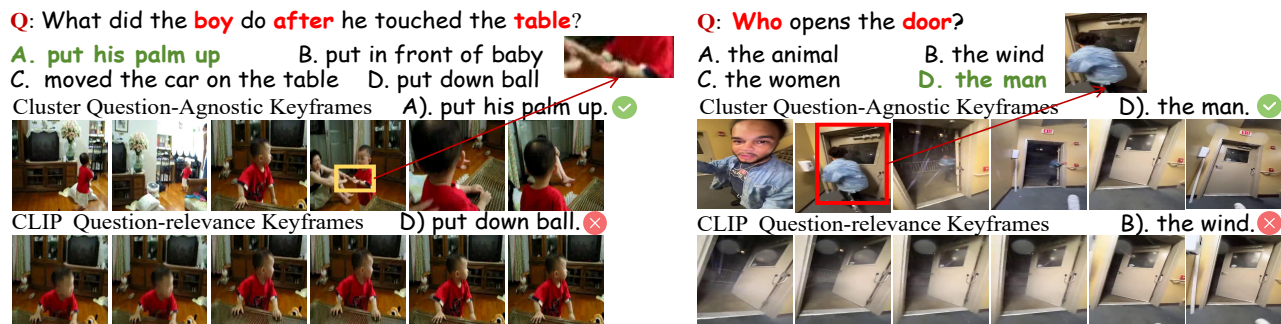 Q: What did the boy do after he touched the table?
A. put his palm up B. put in front of baby
C. moved the car on the table D. put down ball
Cluster Question-Agnostic Keyframes A). put his palm up.
CLIP Question-relevance Keyframes D) put down ball.
Q: Who opens the door?
A. the animal B. the wind
C. the women D. the man
Cluster Question-Agnostic Keyframes D). the man.
EXIT
CLIP Question-relevance Keyframes B). the wind.